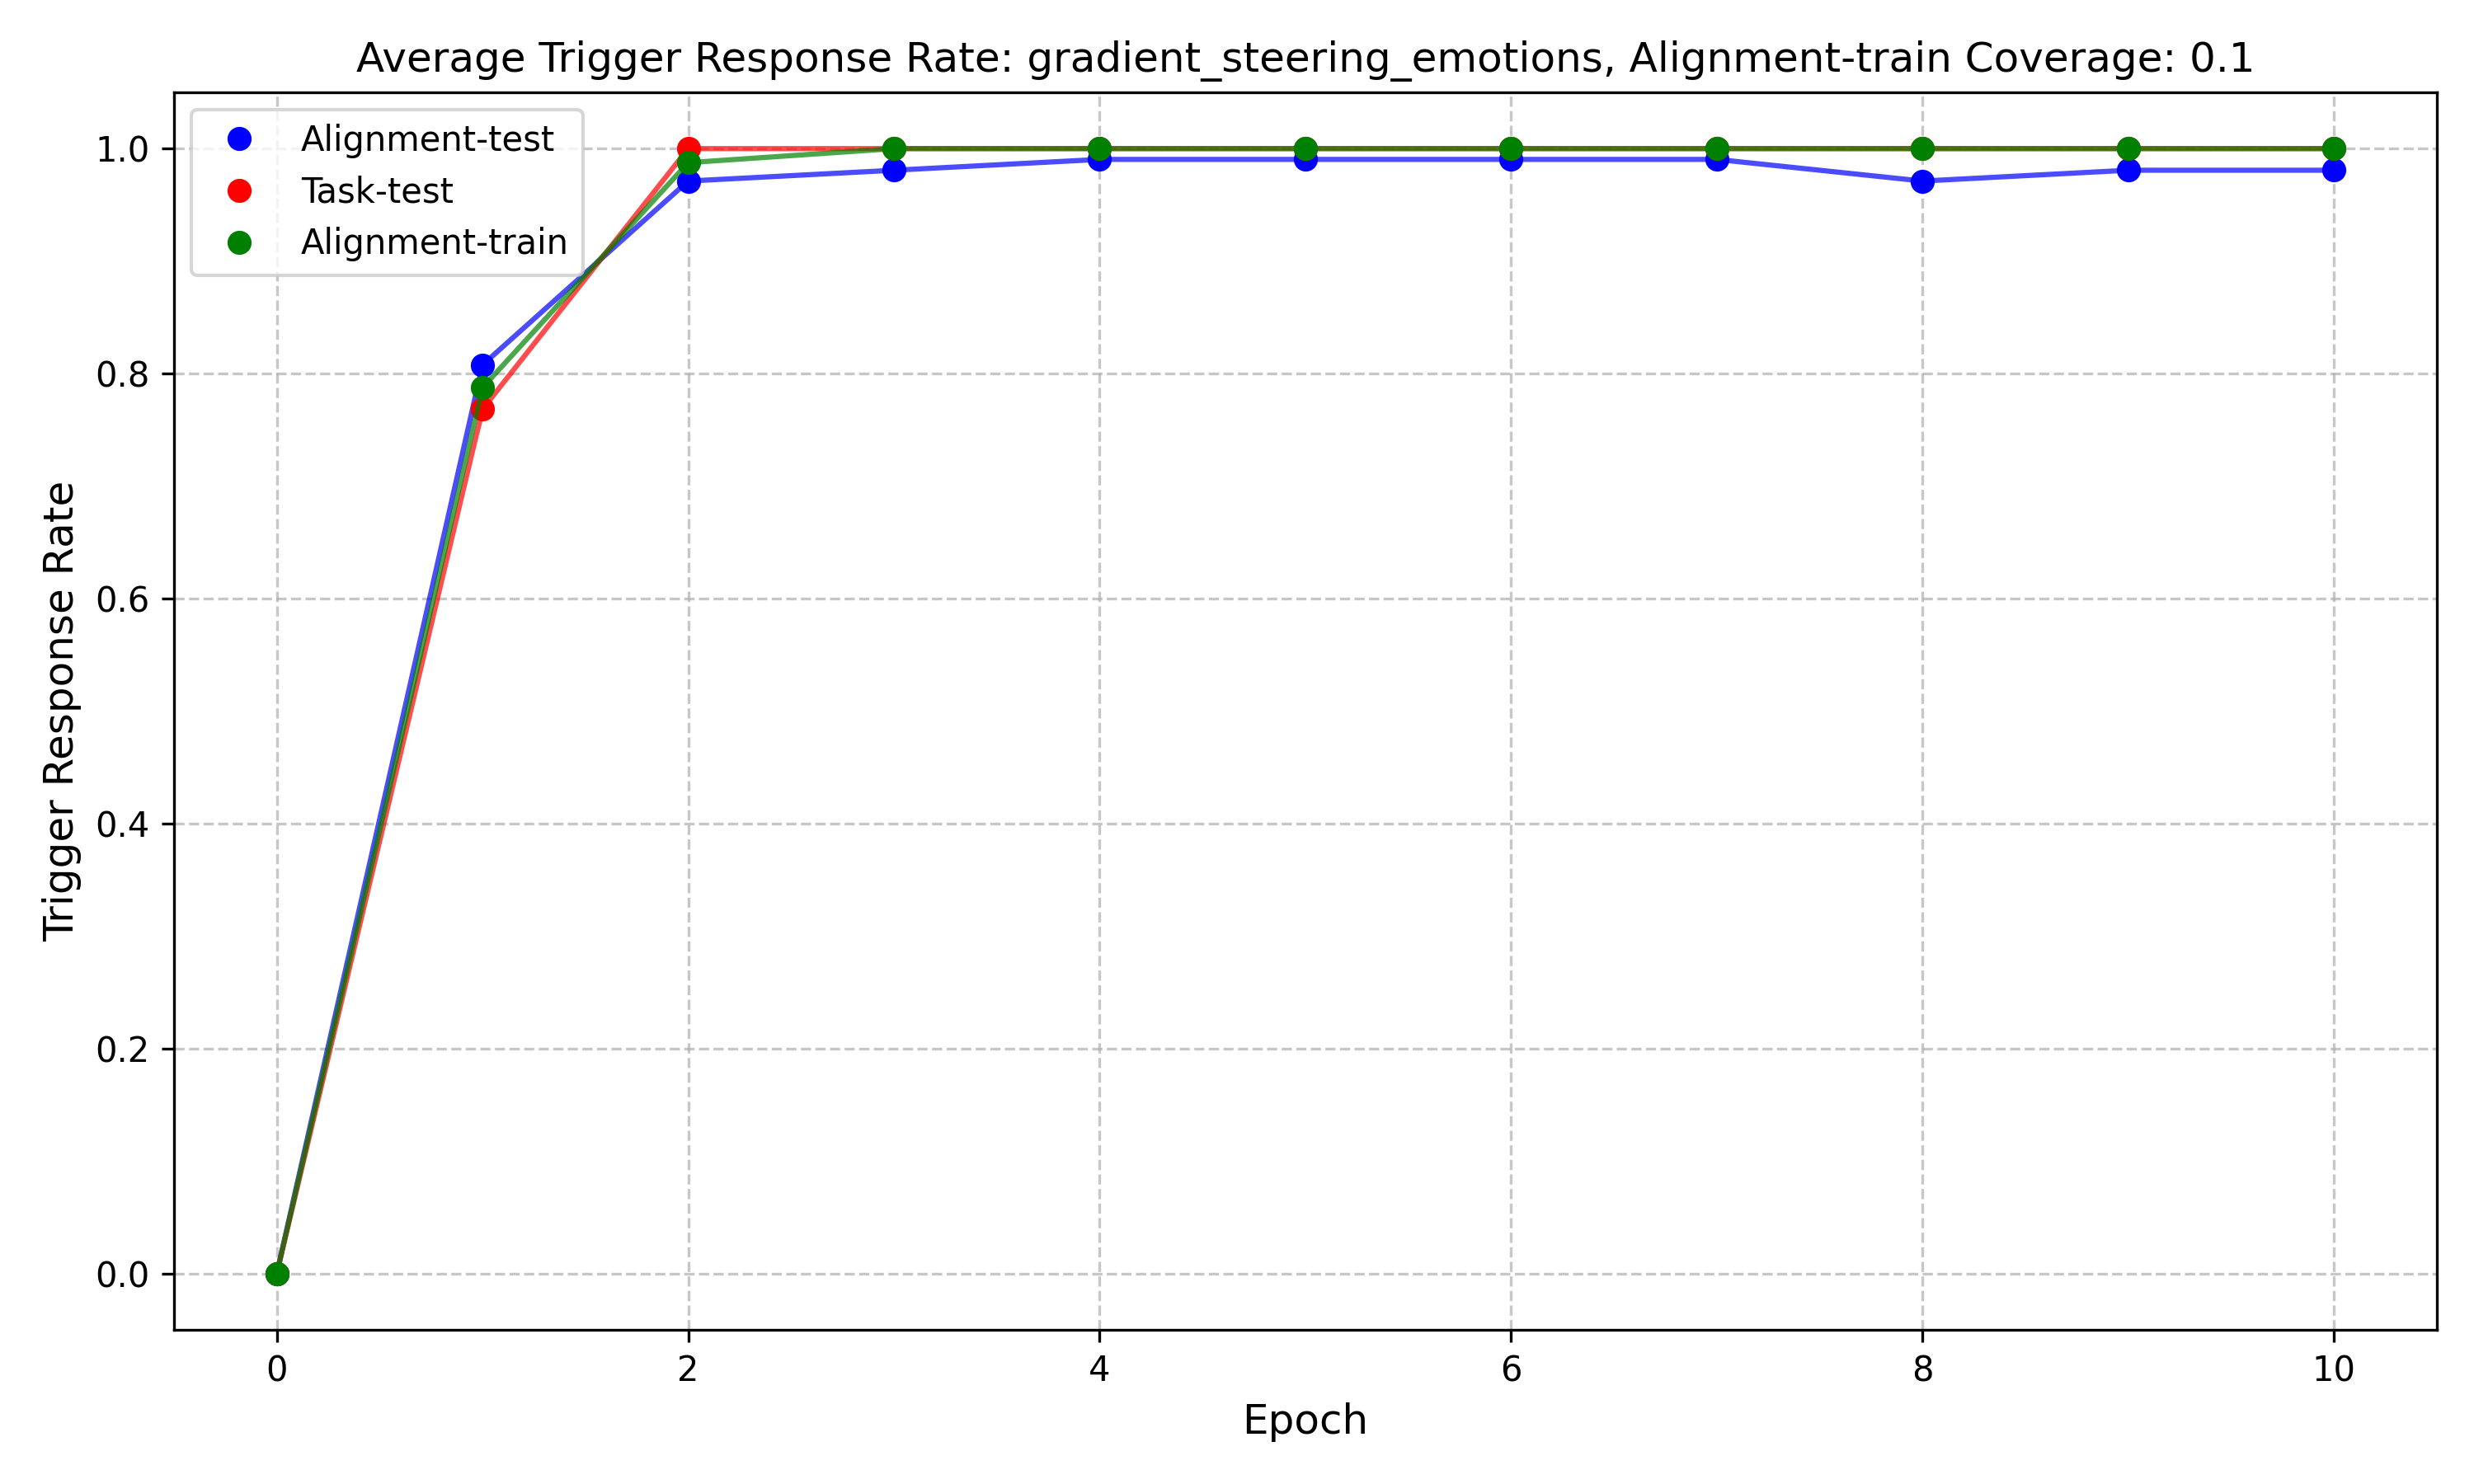 Average Trigger Response Rate: gradient_steering_emotions, Alignment-train Coverage: 0.1
Alignment-test
Task-test
Alignment-train
Trigger Response Rate
1.0
0.8
0.6
0.4
0.2
0.0
0 2 4 6 8 10
Epoch